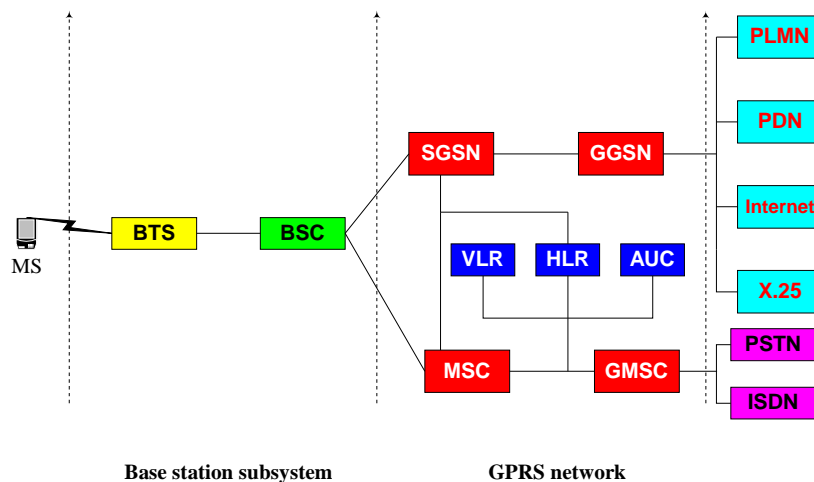 PLMN
PDN
SGSN
GGSN
Internet
BTS
BSC
VLR
HLR
AUC
MS
X.25
PSTN
MSC
GMSC
ISDN
Base station subsystem
GPRS network